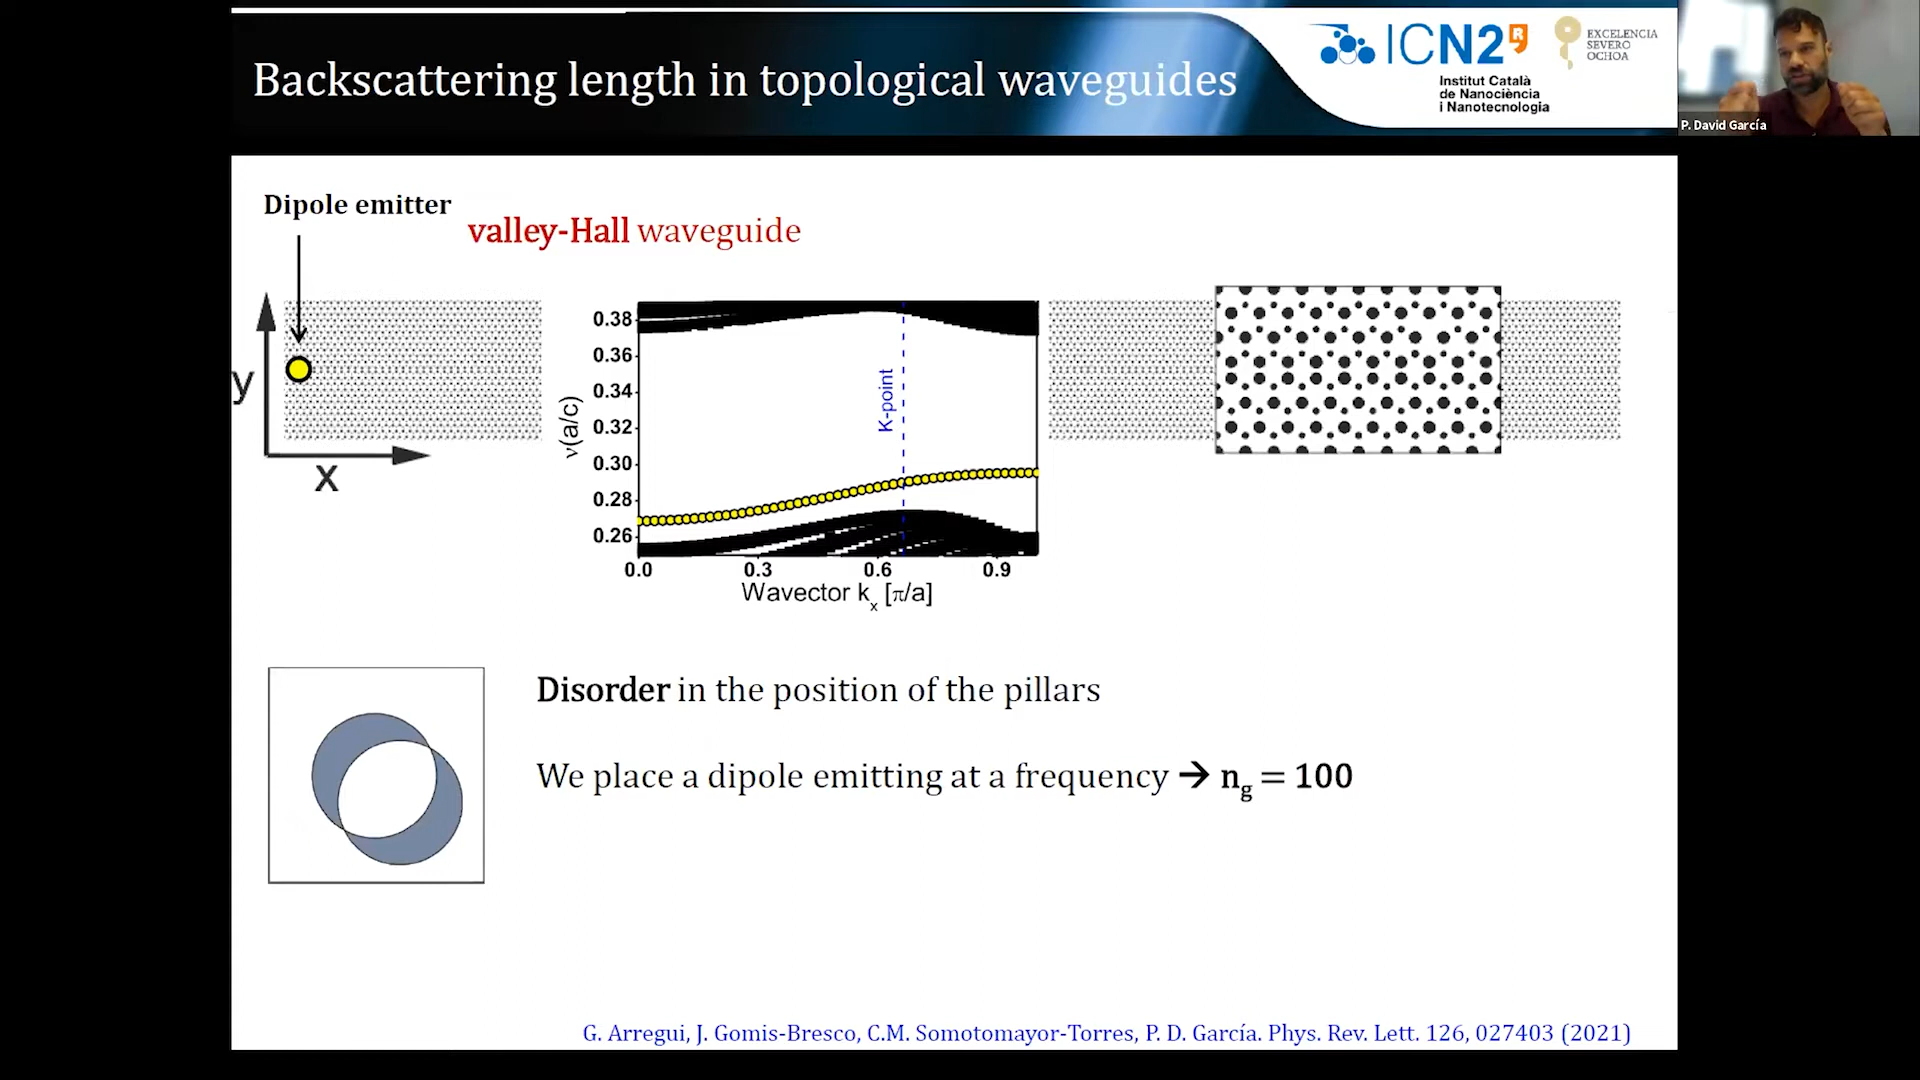 Backscattering length in topological waveguides
ICN2
R
Institut Català
de Nanociència
i Nanotecnologia
EXCELENCIA
SEVERO
OCHOA
P. David García
Dipole emitter
valley-Hall waveguide
y
x
ν(a/c)
0.38
0.36
0.34
0.32
0.30
0.28
0.26
K-point
0.0 0.3 0.6 0.9
Wavector kx [π/a]
Disorder in the position of the pillars
We place a dipole emitting at a frequency → ng = 100
G. Arregui, J. Gomis-Bresco, C.M. Somotomayor-Torres, P. D. García. Phys. Rev. Lett. 126, 027403 (2021)